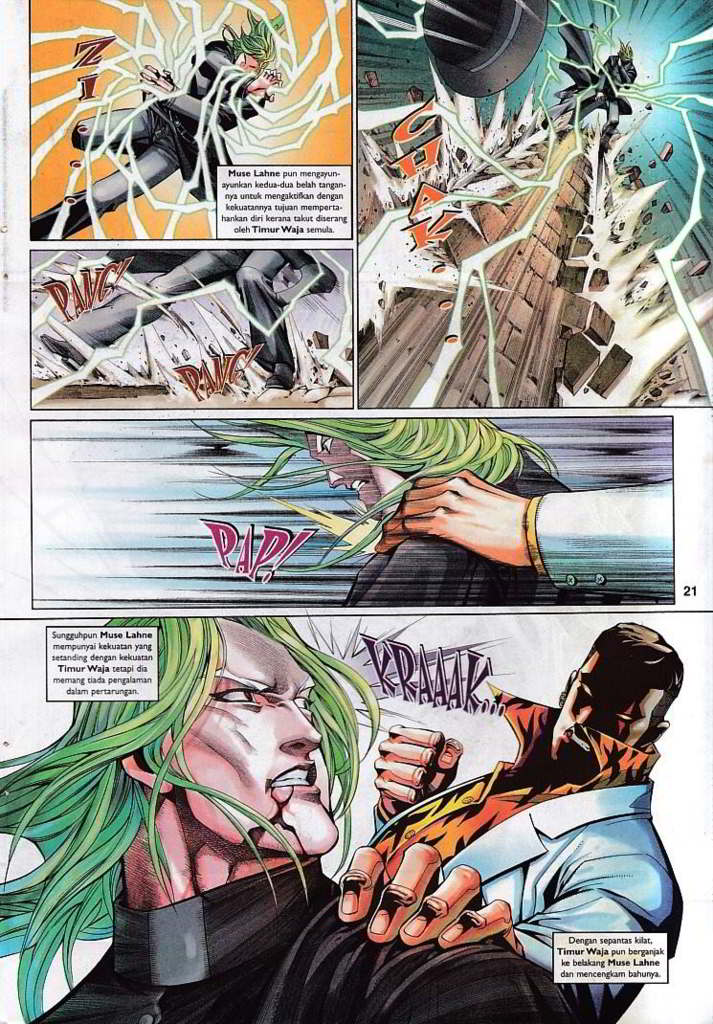 ZI
Muse Lahne pun mengayun-
ayunkan kedua-dua belah tangan-
nya untuk mengaktifkan dengan
kekuatannya tujuan memperta-
hankan diri kerana takut diserang
oleh Timur Waja semula.
CHAK
PANG
PANG
PAP!
21
Sungguhpun Muse Lahne
mempunyai kekuatan yang
setanding dengan kekuatan
Timur Waja tetapi dia
memang tiada pengalaman
dalam pertarungan.
KRAAAK...
Dengan sepantas kilat,
Timur Waja pun berganjak
ke belakang Muse Lahne
dan mencengkam bahunya.